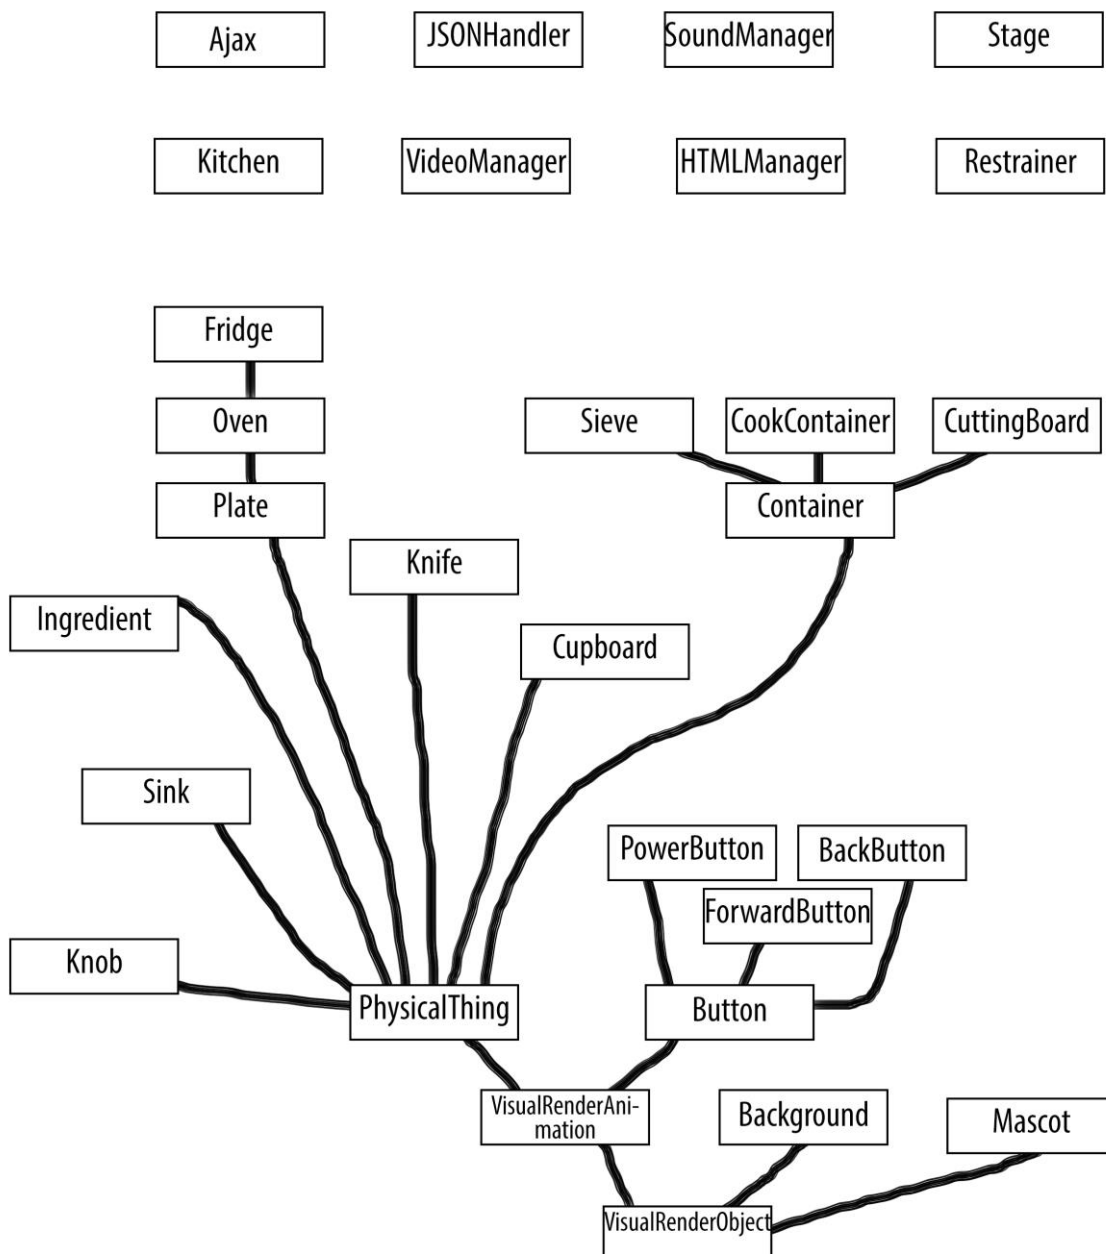 Ajax
JSONHandler
SoundManager
Stage
Kitchen
VideoManager
HTMLManager
Restrainer
Fridge
Oven
Sieve
CookContainer
CuttingBoard
Plate
Container
Knife
Ingredient
Cupboard
Sink
PowerButton
BackButton
ForwardButton
Knob
PhysicalThing
Button
VisualRenderAni-
mation
Background
Mascot
VisualRenderObject